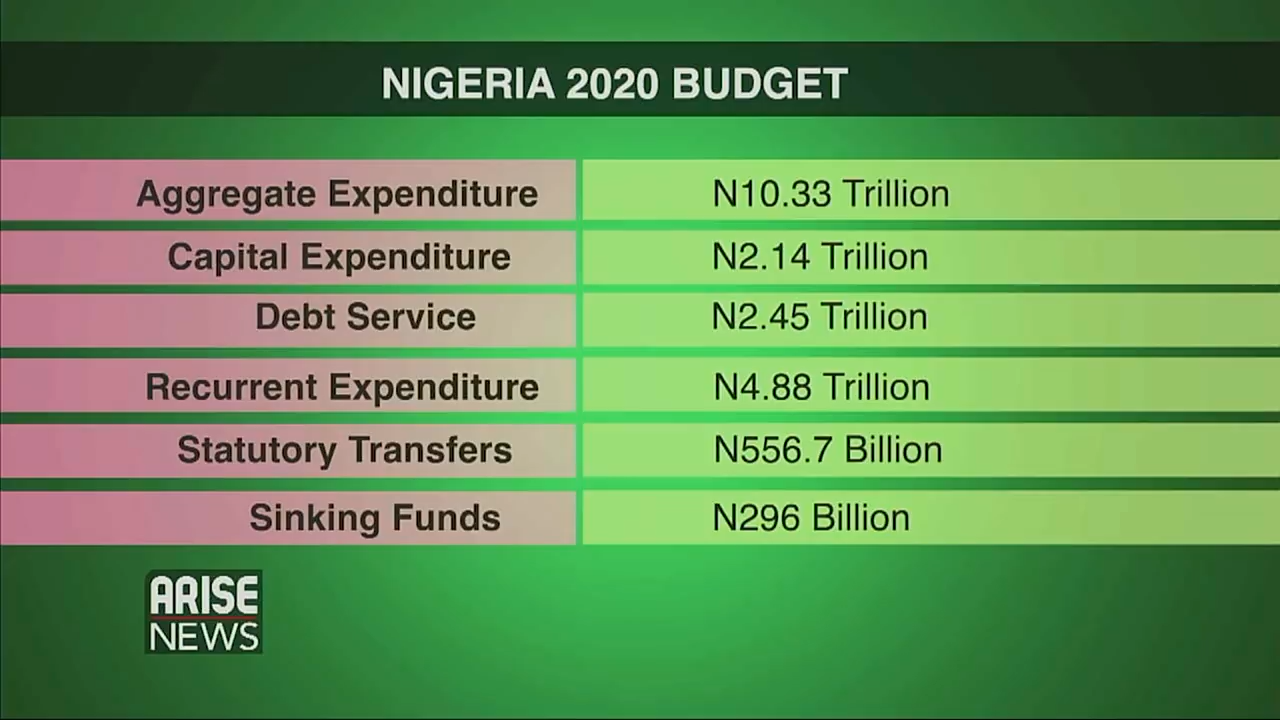 NIGERIA 2020 BUDGET
Aggregate Expenditure N10.33 Trillion
Capital Expenditure N2.14 Trillion
Debt Service N2.45 Trillion
Recurrent Expenditure N4.88 Trillion
Statutory Transfers N556.7 Billion
Sinking Funds N296 Billion
ARISE
NEWS